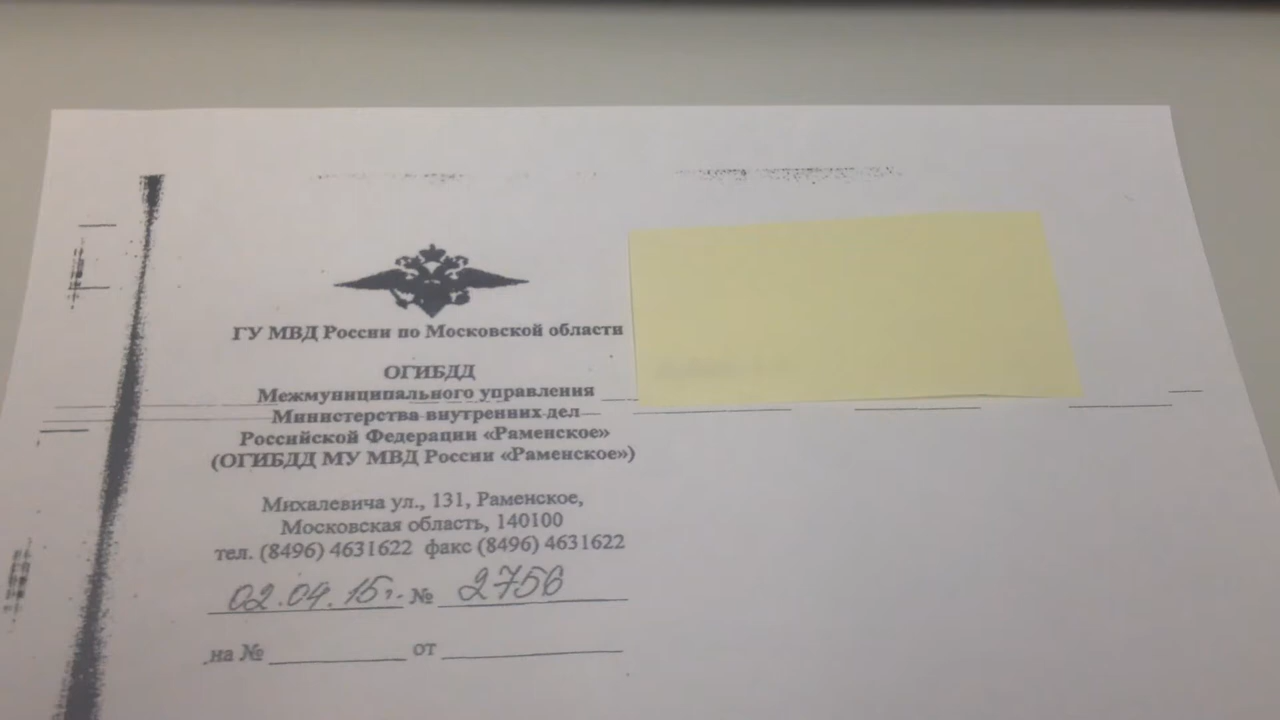 ГУ МВД России по Московской области
ОГИБДД
Межмуниципального управления
Министерства внутренних дел
Российской Федерации «Раменское»
(ОГИБДД МУ МВД России «Раменское»)
Михалевича ул., 131, Раменское,
Московская область, 140100
тел. (8496) 4631622 факс (8496) 4631622
02.04.15г. № 2756
на № от